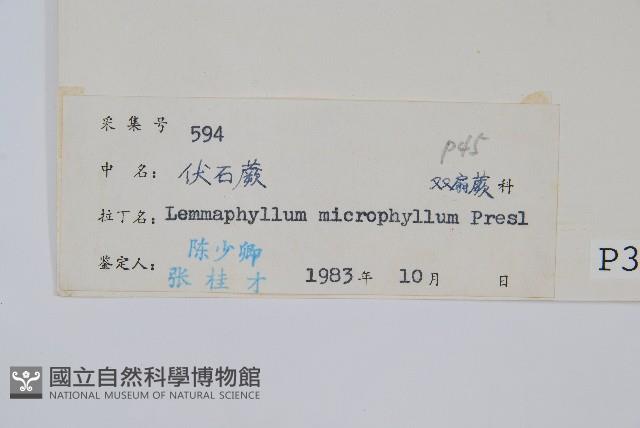 采集号 594
p45
中名: 伏石蕨 双扇蕨科
拉丁名: Lemmaphyllum microphyllum Presl
鉴定人: 陈少卿
张桂才 1983年 10月 日
P3
國立自然科學博物館
NATIONAL MUSEUM OF NATURAL SCIENCE